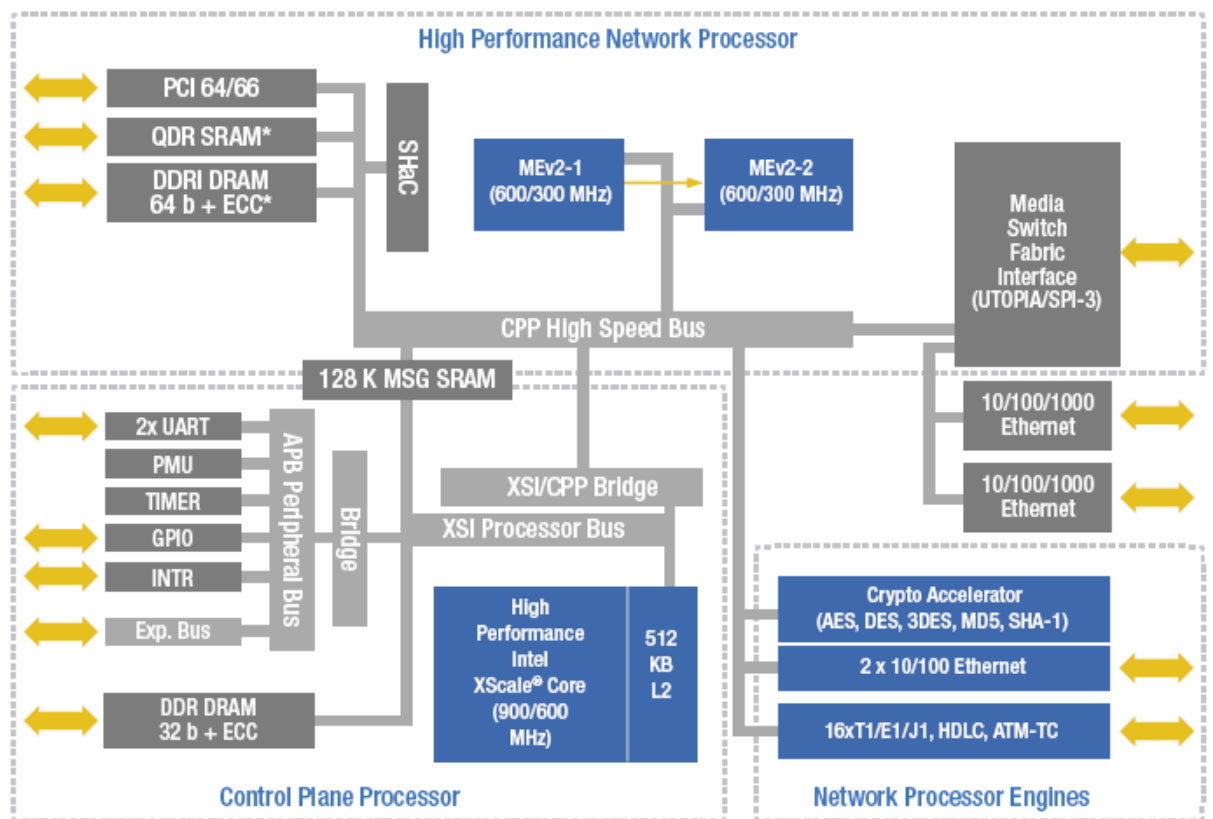 High Performance Network Processor
PCI 64/66
QDR SRAM*
DDRI DRAM
64 b + ECC*
SHaC
MEv2-1
(600/300 MHz)
MEv2-2
(600/300 MHz)
Media
Switch
Fabric
Interface
(UTOPIA/SPI-3)
CPP High Speed Bus
128 K MSG SRAM
10/100/1000
Ethernet
10/100/1000
Ethernet
2x UART
PMU
TIMER
GPIO
INTR
Exp. Bus
APB Peripheral Bus
Bridge
XSI/CPP Bridge
XSI Processor Bus
High
Performance
Intel
XScale® Core
(900/600
MHz)
512
KB
L2
DDR DRAM
32 b + ECC
Control Plane Processor
Crypto Accelerator
(AES, DES, 3DES, MD5, SHA-1)
2 x 10/100 Ethernet
16xT1/E1/J1, HDLC, ATM-TC
Network Processor Engines